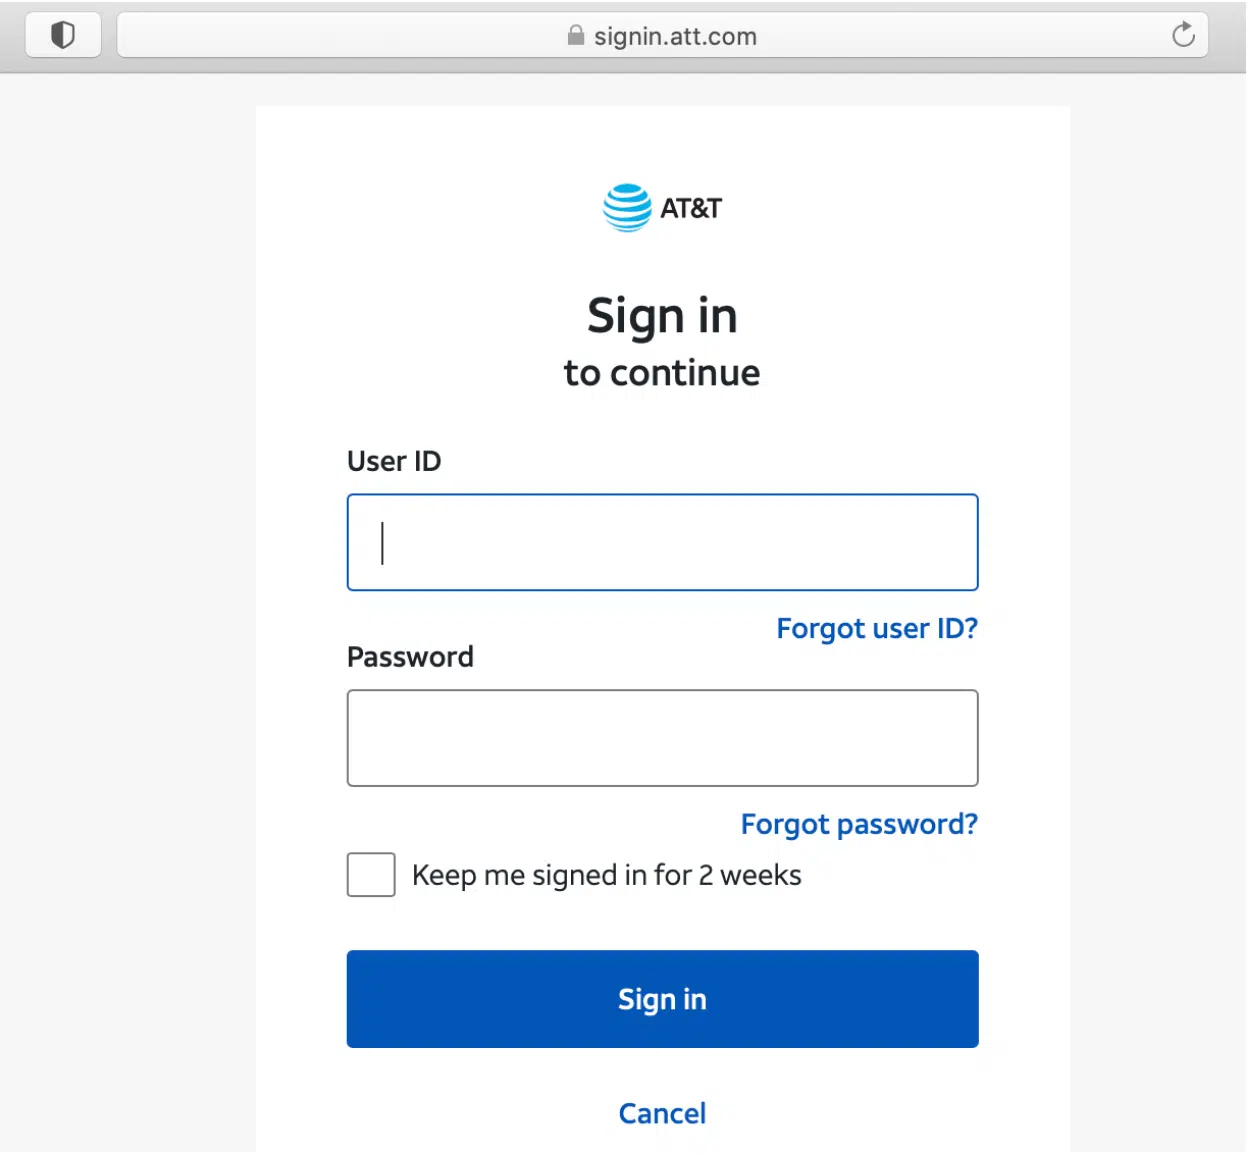 signin.att.com
AT&T
Sign in
to continue
User ID
Forgot user ID?
Password
Forgot password?
Keep me signed in for 2 weeks
Sign in
Cancel